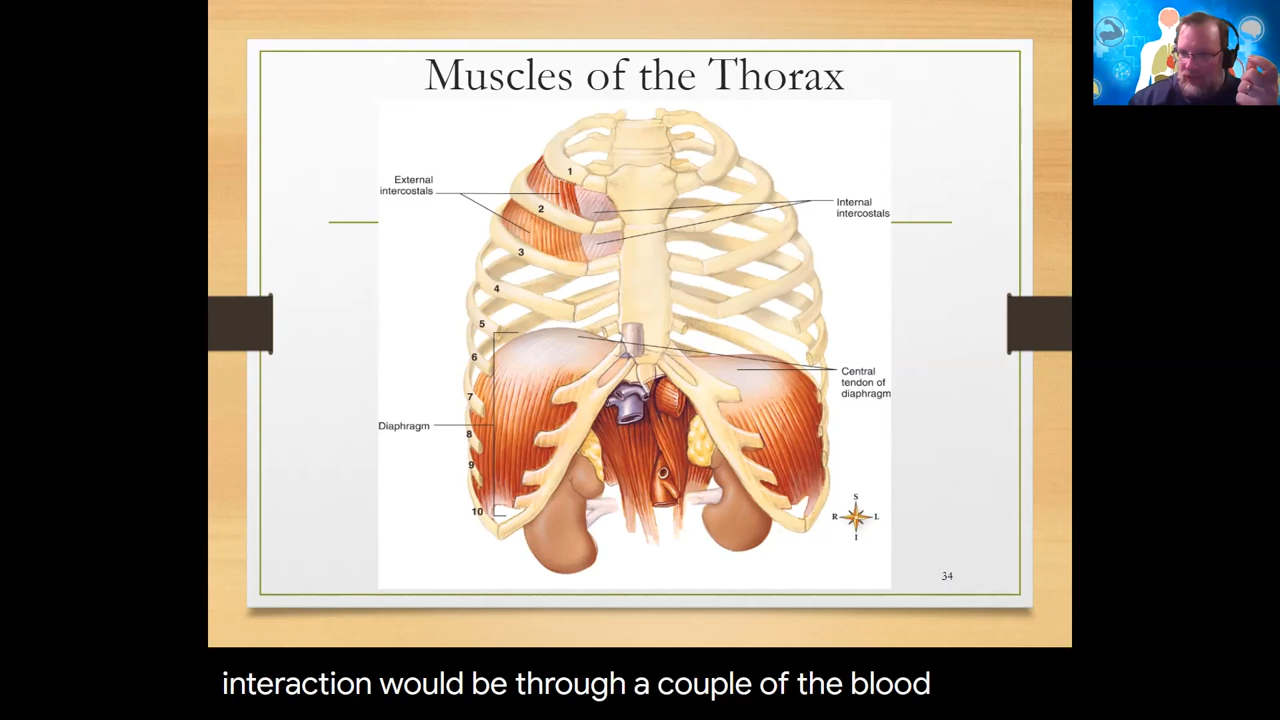 Muscles of the Thorax
External
intercostals
Internal
intercostals
1
2
3
4
5
6
7
8
9
10
Central
tendon of
diaphragm
Diaphragm
S
R L
I
34
interaction would be through a couple of the blood